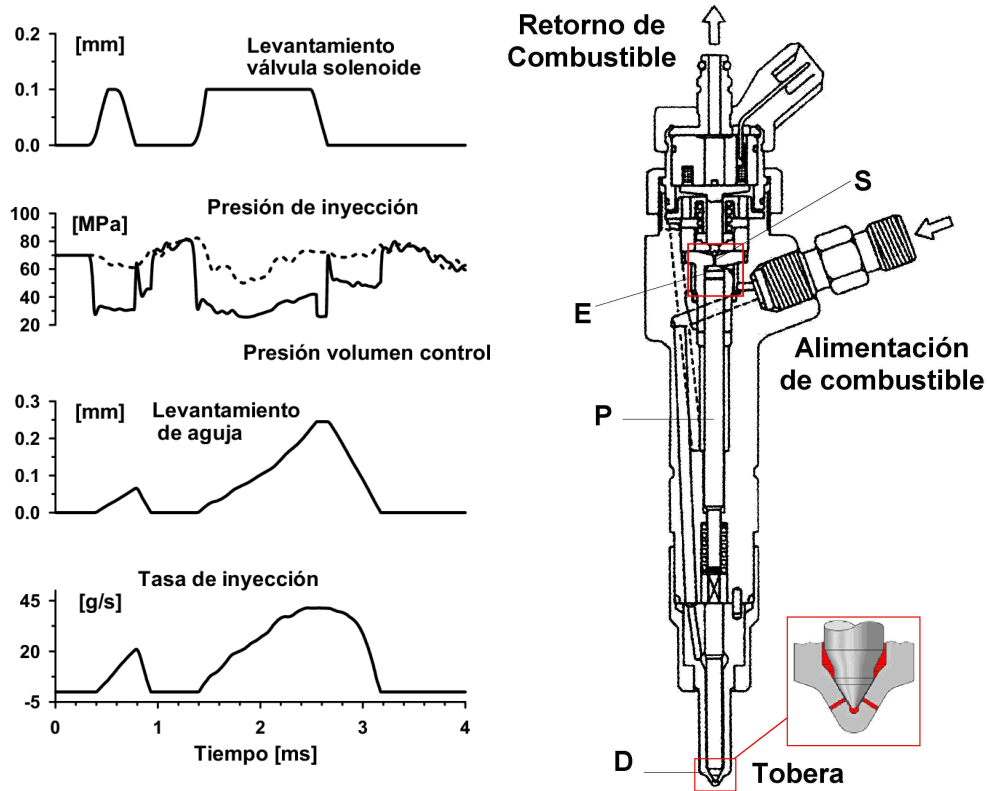 0.2
[mm]
Levantamiento
válvula solenoide
0.1
0.0
100
[MPa]
Presión de inyección
80
60
40
20
Presión volumen control
0.3
[mm]
Levantamiento
de aguja
0.2
0.1
0.0
Tasa de inyección
45
[g/s]
20
-5
0 1 2 3 4
Tiempo [ms]
Retorno de
Combustible
S
E
Alimentación
de combustible
P
D
Tobera